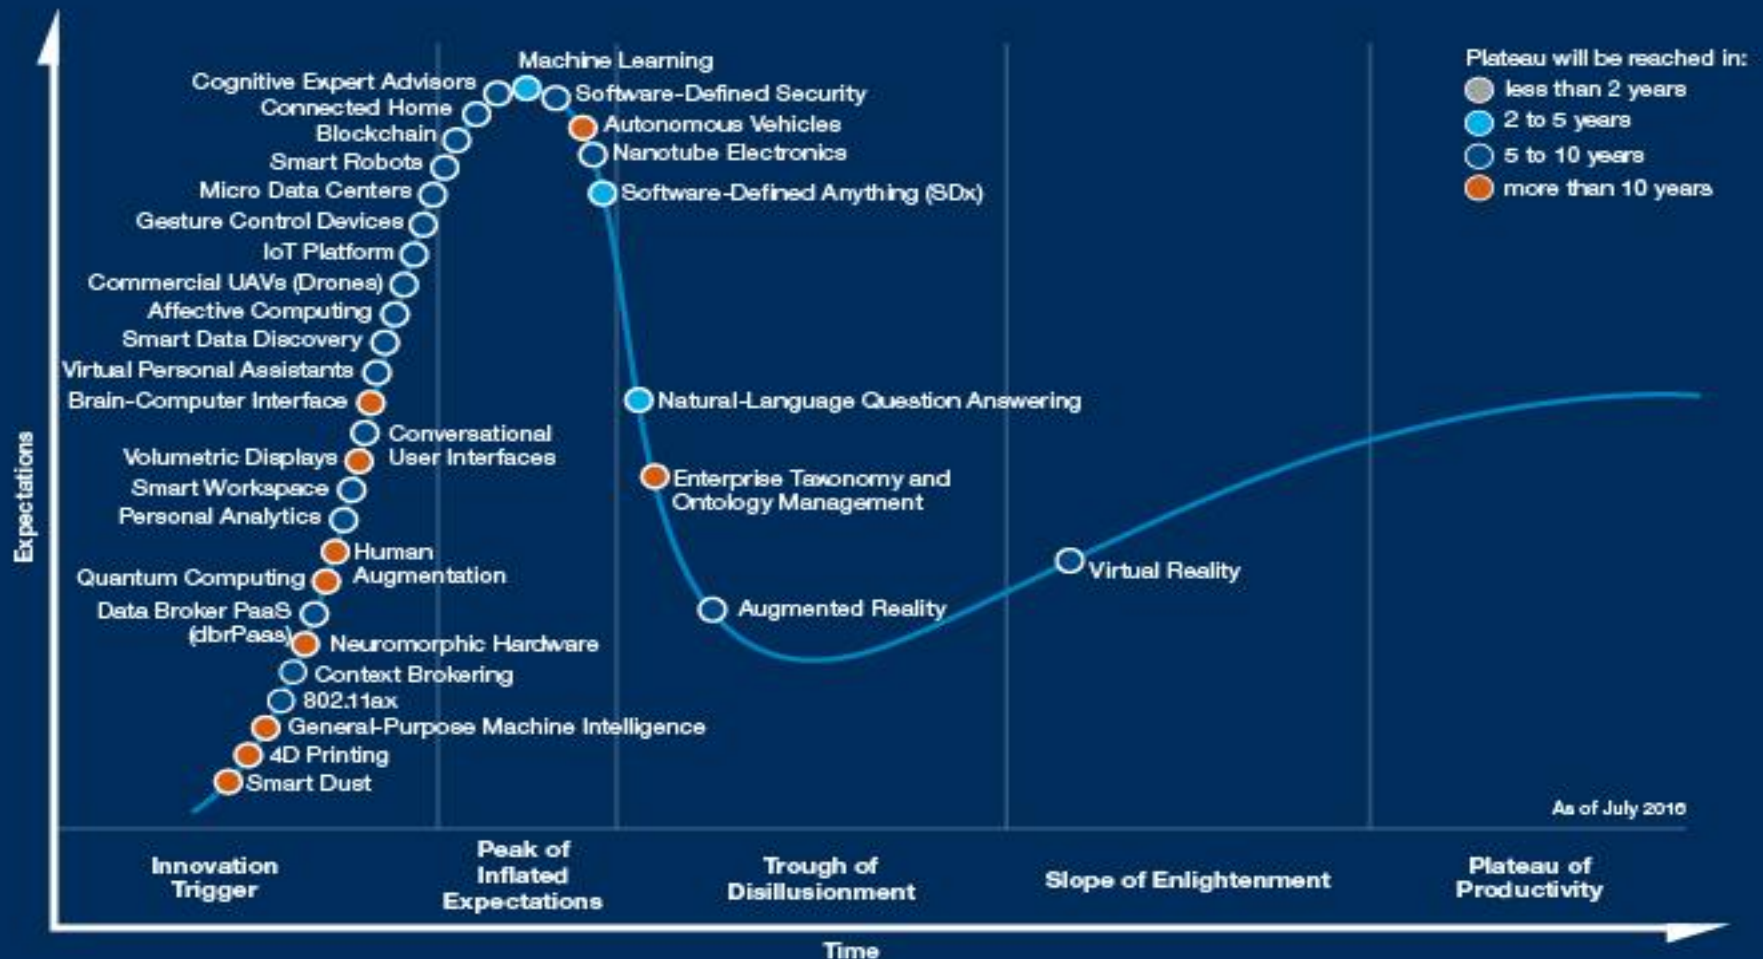 Machine Learning
Cognitive Expert Advisors
Connected Home
Blockchain
Smart Robots
Micro Data Centers
Gesture Control Devices
IoT Platform
Commercial UAVs (Drones)
Affective Computing
Smart Data Discovery
Virtual Personal Assistants
Brain-Computer Interface
Conversational
User Interfaces
Volumetric Displays
Smart Workspace
Personal Analytics
Human
Augmentation
Quantum Computing
Data Broker PaaS
(dbrPaas)
Neuromorphic Hardware
Context Brokering
802.11ax
General-Purpose Machine Intelligence
4D Printing
Smart Dust
Software-Defined Security
Autonomous Vehicles
Nanotube Electronics
Software-Defined Anything (SDx)
Natural-Language Question Answering
Enterprise Taxonomy and
Ontology Management
Augmented Reality
Virtual Reality
Plateau will be reached in:
less than 2 years
2 to 5 years
5 to 10 years
more than 10 years
As of July 2016
Expectations
Innovation
Trigger
Peak of
Inflated
Expectations
Trough of
Disillusionment
Slope of Enlightenment
Plateau of
Productivity
Time